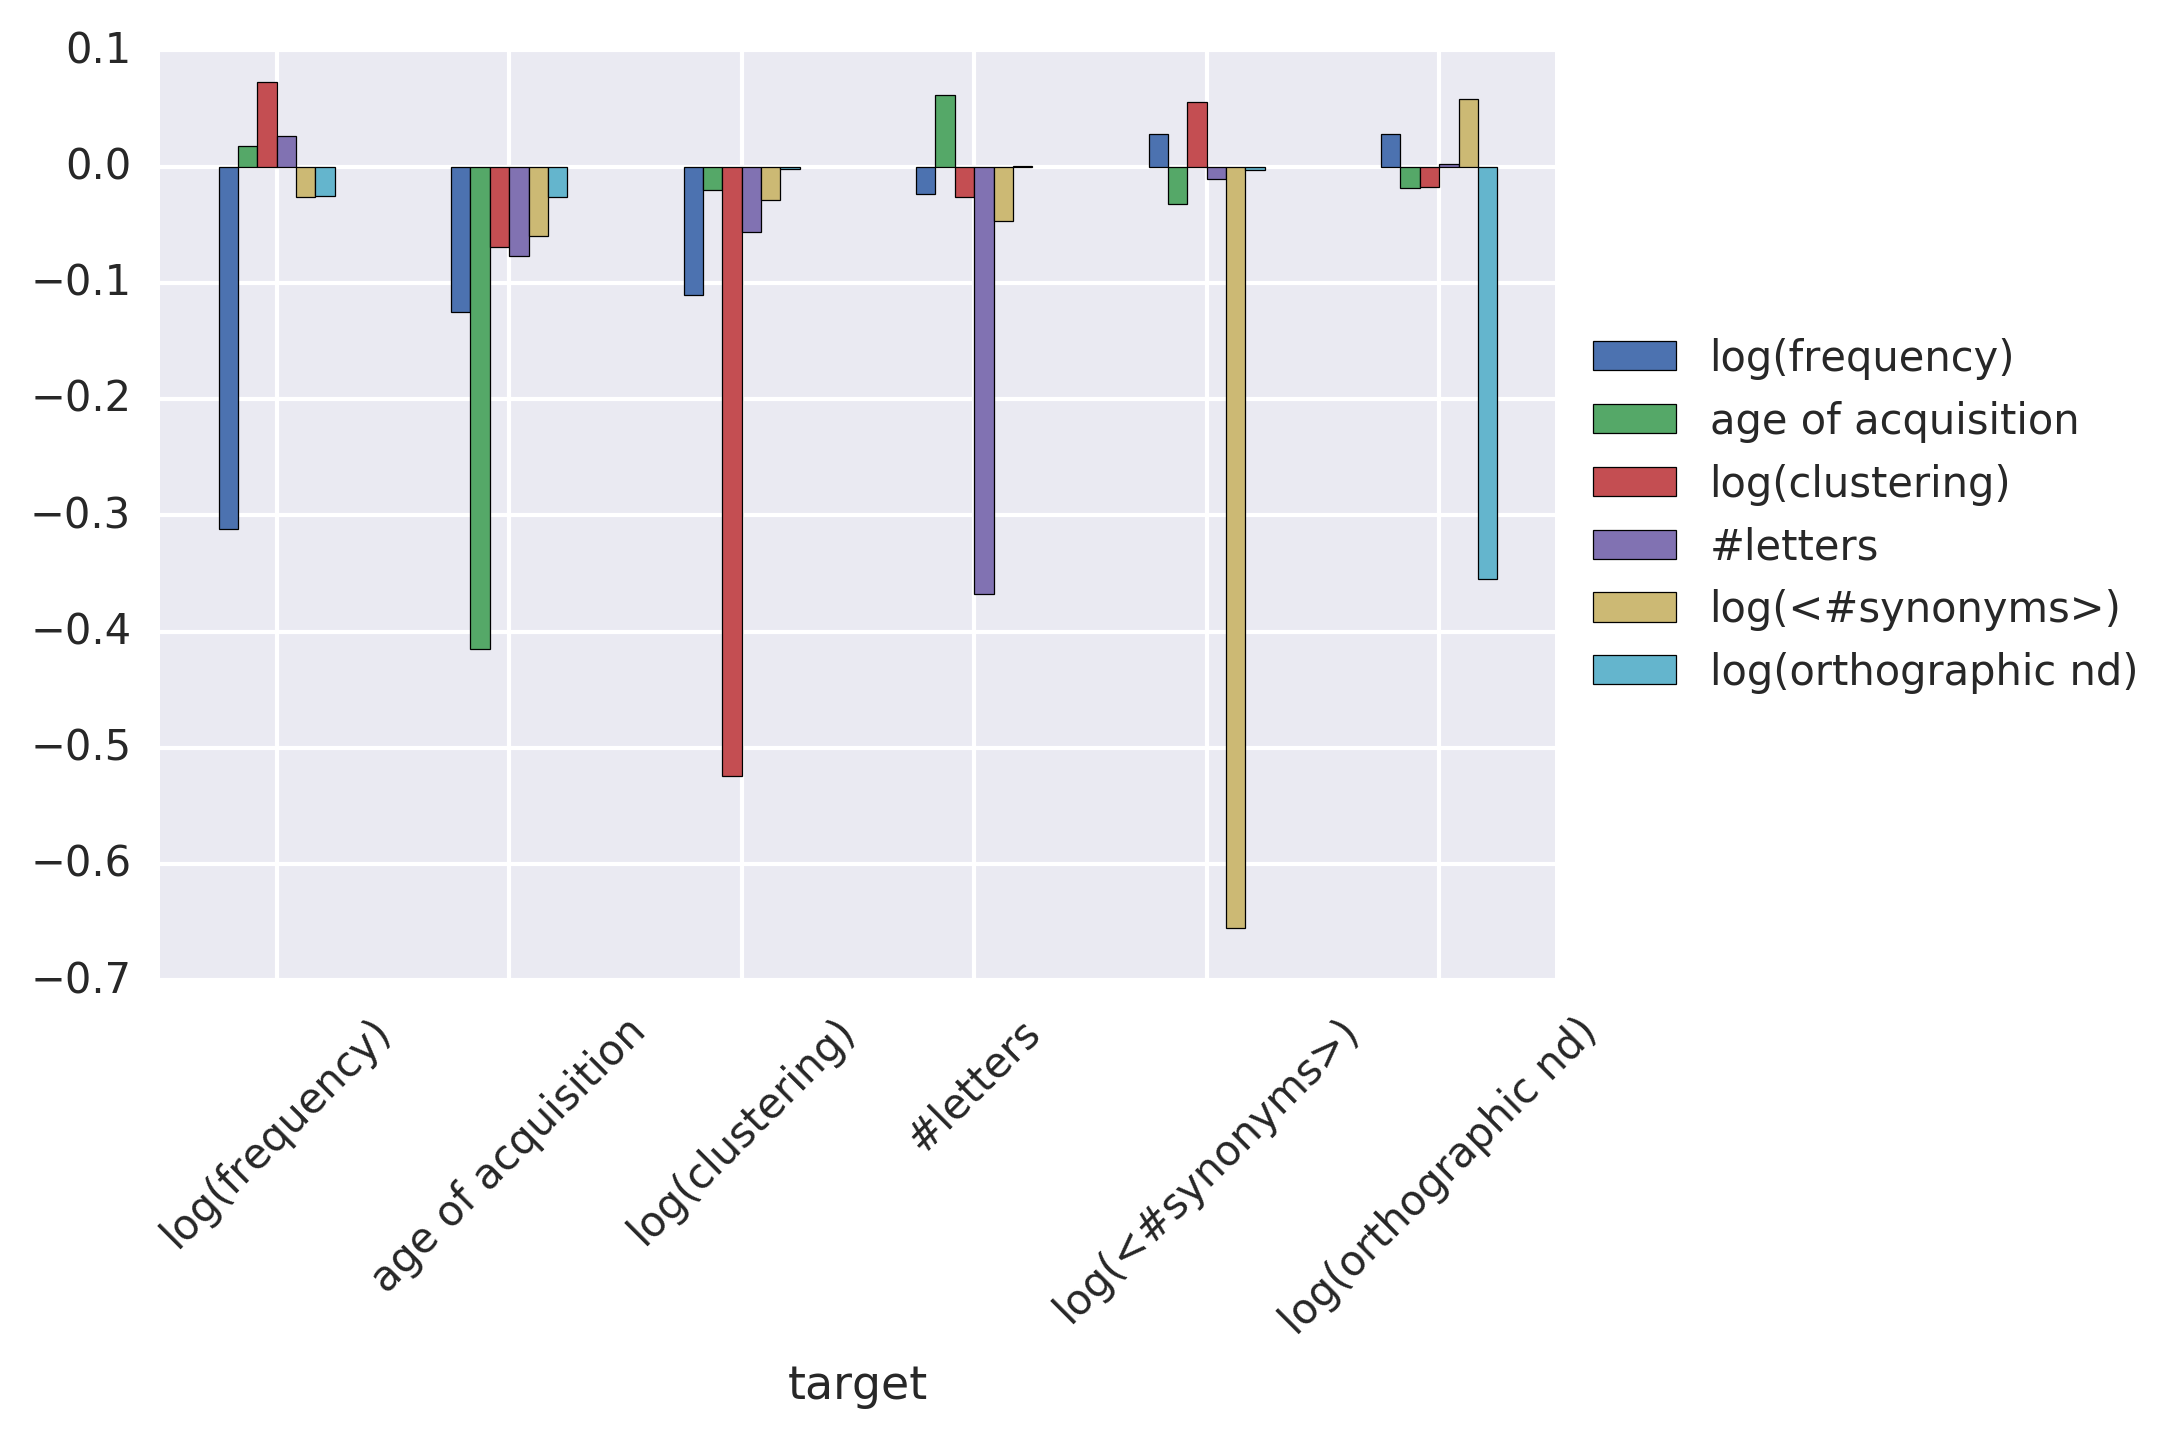 0.1
0.0
−0.1
−0.2
−0.3
−0.4
−0.5
−0.6
−0.7
log(frequency)
age of acquisition
log(clustering)
#letters
log(<#synonyms>)
log(orthographic nd)
target
log(frequency)
age of acquisition
log(clustering)
#letters
log(<#synonyms>)
log(orthographic nd)